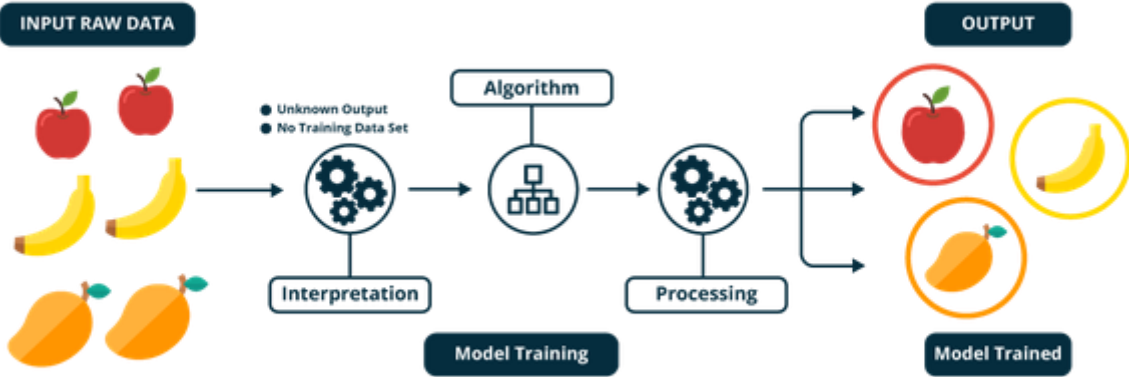 INPUT RAW DATA
OUTPUT
Algorithm
Unknown Output
No Training Data Set
Interpretation
Processing
Model Training
Model Trained